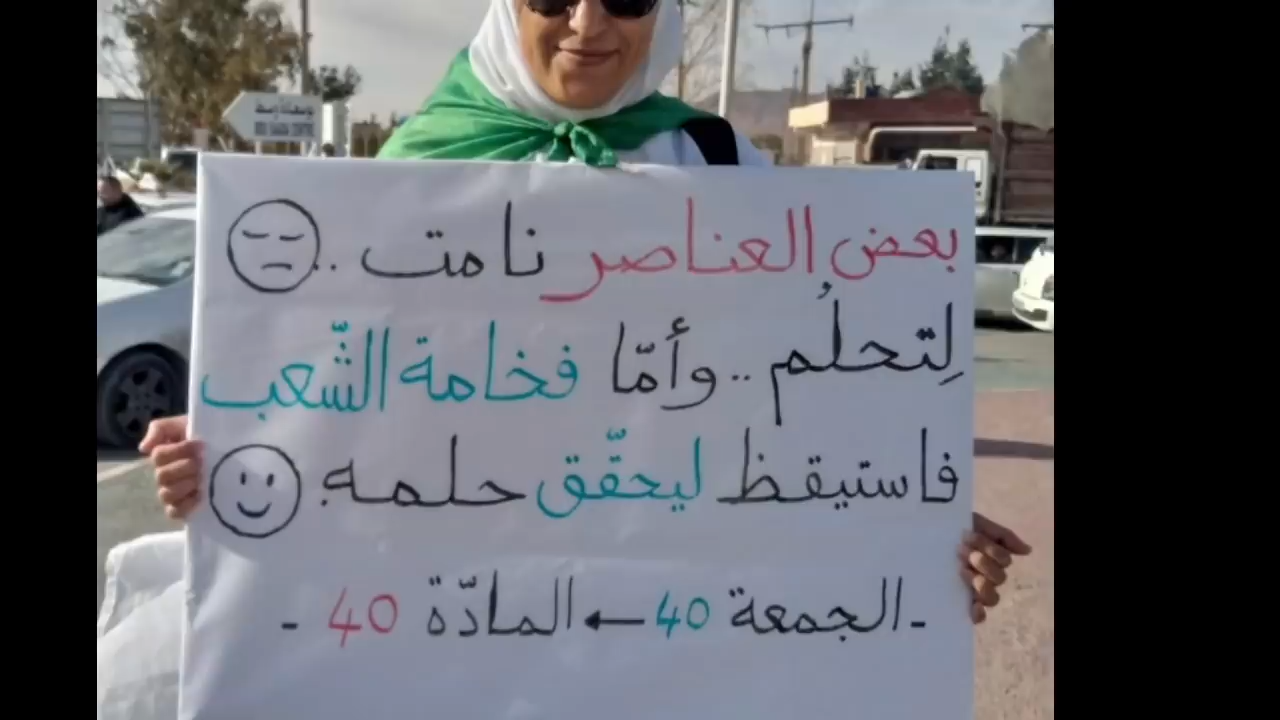 بعض العناصر نامت ..
لِتحلُم .. وأمّا فخامة الشّعب
فاستيقظ ليحقّق حلمه.
- الجمعة 40 ← المادّة 40 -